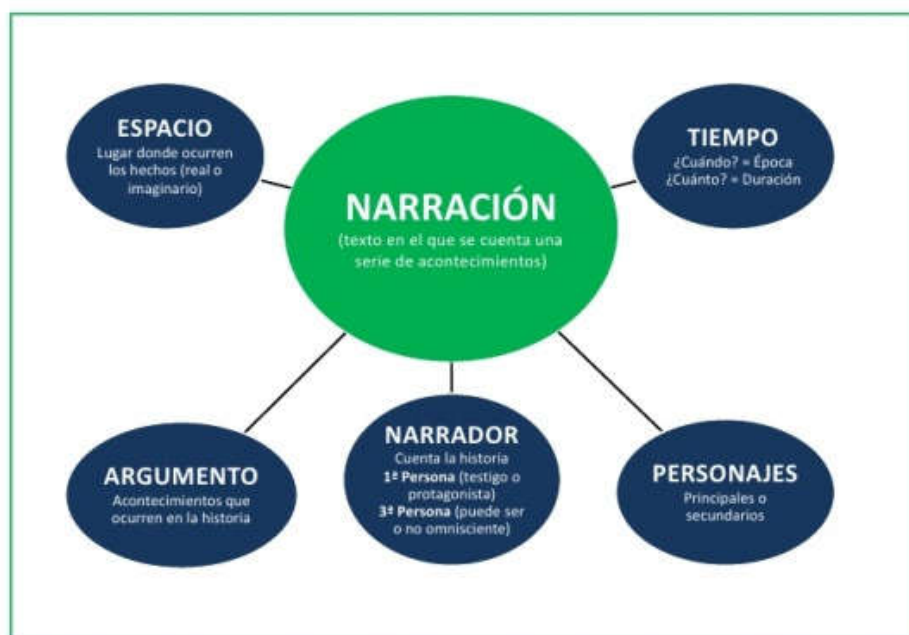 ESPACIO
Lugar donde ocurren
los hechos (real o
imaginario)
TIEMPO
¿Cuándo? = Época
¿Cuánto? = Duración
NARRACIÓN
(texto en el que se cuenta una
serie de acontecimientos)
ARGUMENTO
Acontecimientos que
ocurren en la historia
NARRADOR
Cuenta la historia
1ª Persona (testigo o
protagonista)
3ª Persona (puede ser
o no omnisciente)
PERSONAJES
Principales o
secundarios